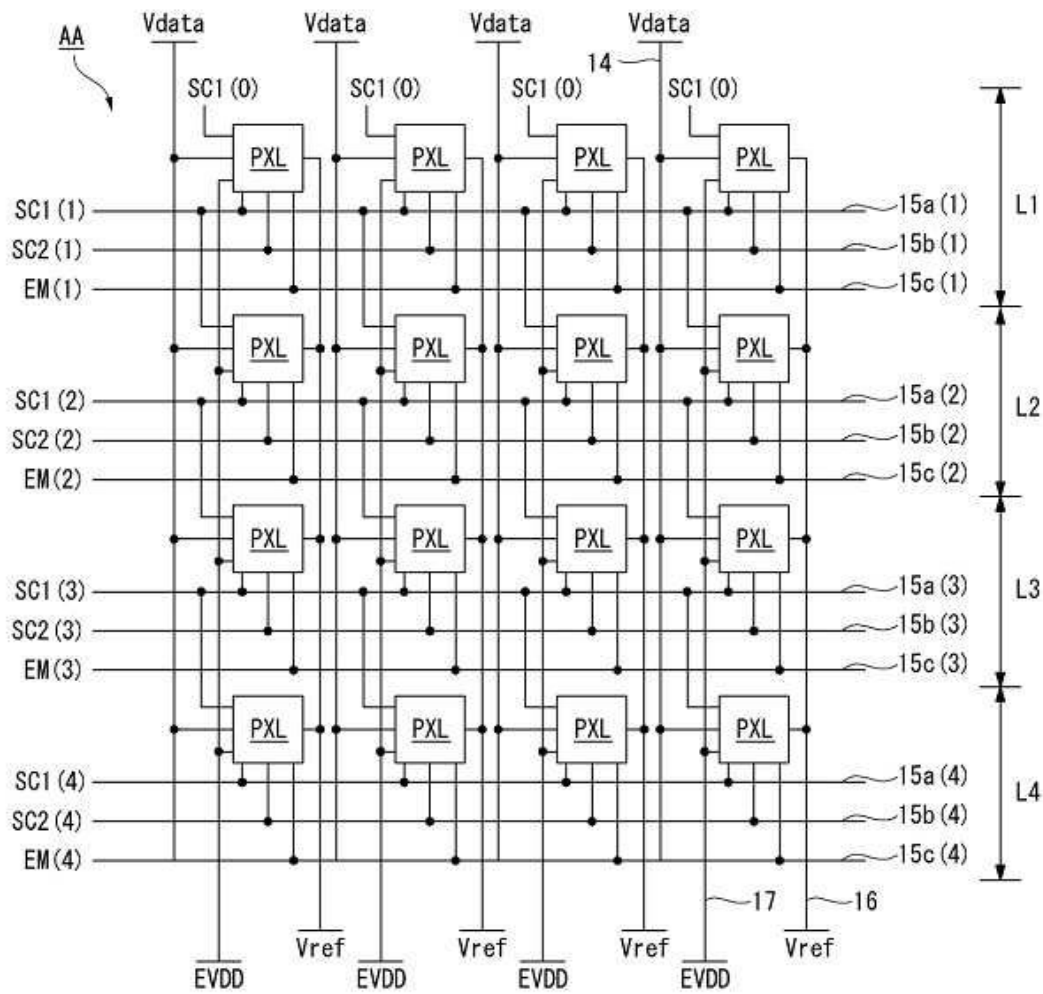 AA
Vdata Vdata Vdata Vdata
14
SC1(0) SC1(0) SC1(0) SC1(0)
PXL PXL PXL PXL
SC1(1) 15a(1)
SC2(1) 15b(1)
EM(1) 15c(1)
L1
PXL PXL PXL PXL
SC1(2) 15a(2)
SC2(2) 15b(2)
EM(2) 15c(2)
L2
PXL PXL PXL PXL
SC1(3) 15a(3)
SC2(3) 15b(3)
EM(3) 15c(3)
L3
PXL PXL PXL PXL
SC1(4) 15a(4)
SC2(4) 15b(4)
EM(4) 15c(4)
L4
17 16
Vref Vref Vref Vref
EVDD EVDD EVDD EVDD